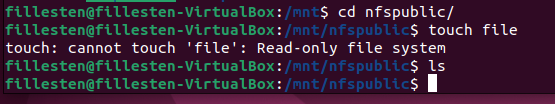 fillesten@fillesten-VirtualBox:/mnt$ cd nfspublic/
fillesten@fillesten-VirtualBox:/mnt/nfspublic$ touch file
touch: cannot touch 'file': Read-only file system
fillesten@fillesten-VirtualBox:/mnt/nfspublic$ ls
fillesten@fillesten-VirtualBox:/mnt/nfspublic$